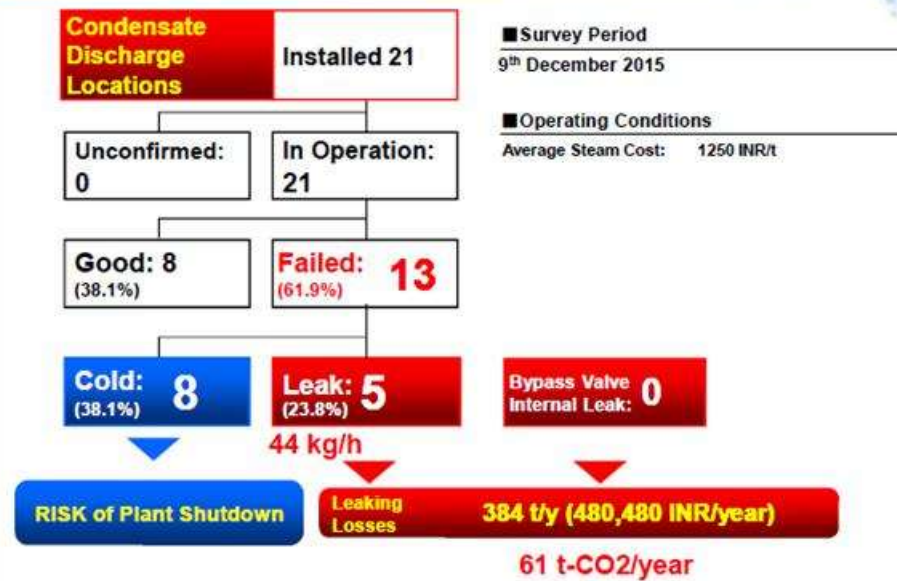 Condensate
Discharge
Locations
Installed 21
■Survey Period
9th December 2015
■Operating Conditions
Average Steam Cost: 1250 INR/t
Unconfirmed:
0
In Operation:
21
Good: 8
(38.1%)
Failed: 13
(61.9%)
Cold: 8
(38.1%)
Leak: 5
(23.8%)
Bypass Valve
Internal Leak: 0
44 kg/h
RISK of Plant Shutdown
Leaking
Losses
384 t/y (480,480 INR/year)
61 t-CO2/year